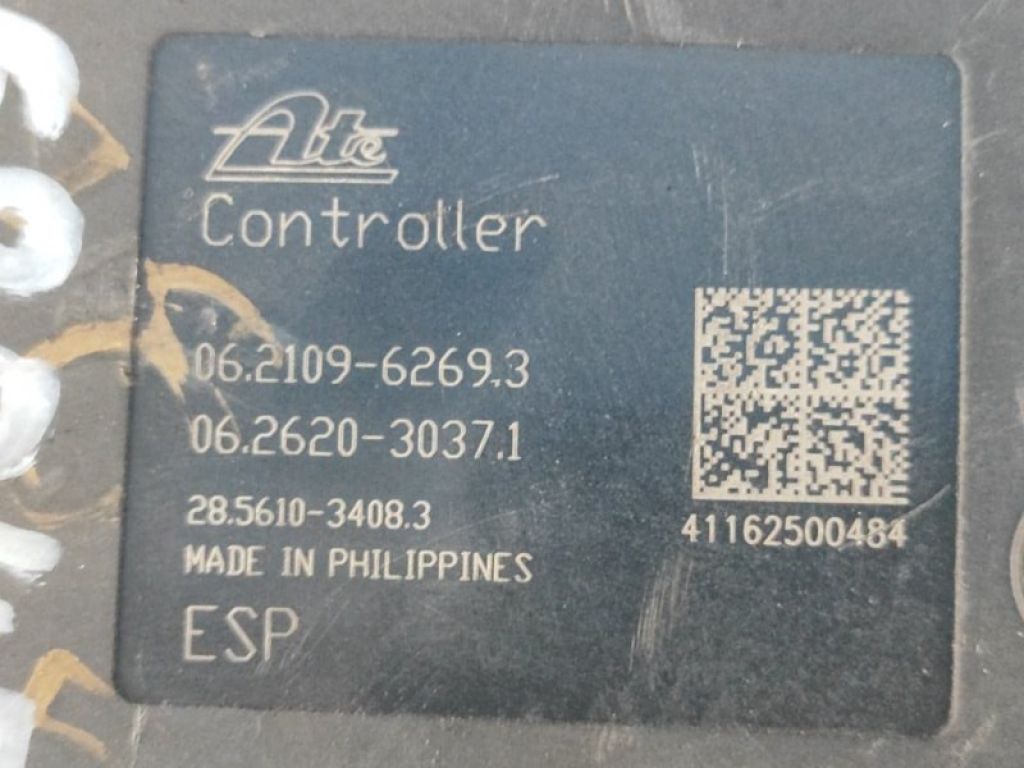 Ate
Controller
06.2109-6269.3
06.2620-3037.1
28.5610-3408.3
MADE IN PHILIPPINES
ESP
41162500484